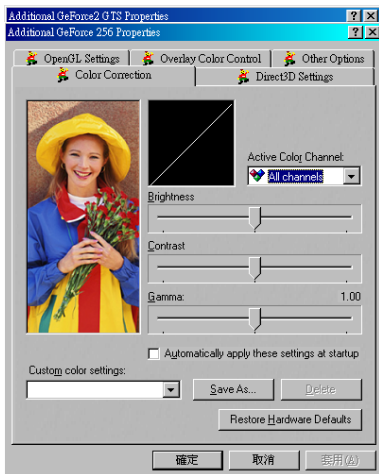 Additional GeForce2 GTS Properties
Additional GeForce 256 Properties
OpenGL Settings
Overlay Color Control
Other Options
Color Correction
Direct3D Settings
Active Color Channel:
All channels
Brightness
Contrast
Gamma: 1.00
Automatically apply these settings at startup
Custom color settings:
Save As...
Delete
Restore Hardware Defaults
確定
取消
套用(A)